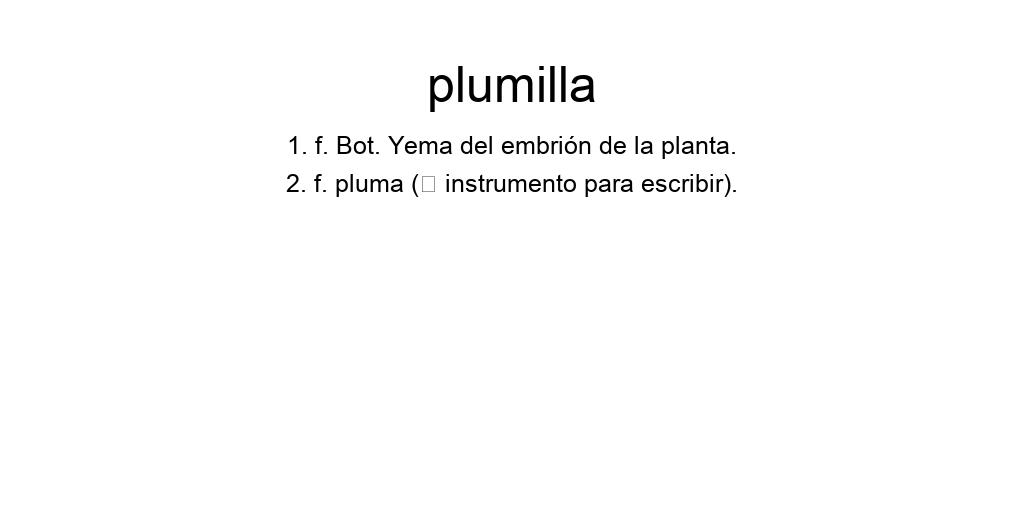 plumilla
1. f. Bot. Yema del embrión de la planta.
2. f. pluma (□ instrumento para escribir).